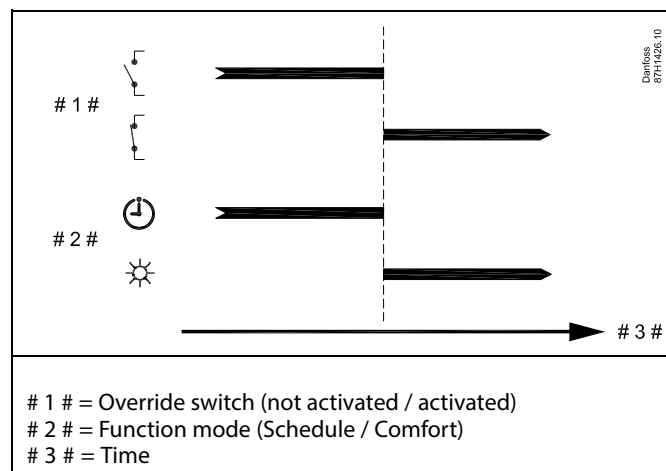 Danfoss
87H1426.10
# 1 #
# 2 #
# 3 #
# 1 # = Override switch (not activated / activated)
# 2 # = Function mode (Schedule / Comfort)
# 3 # = Time